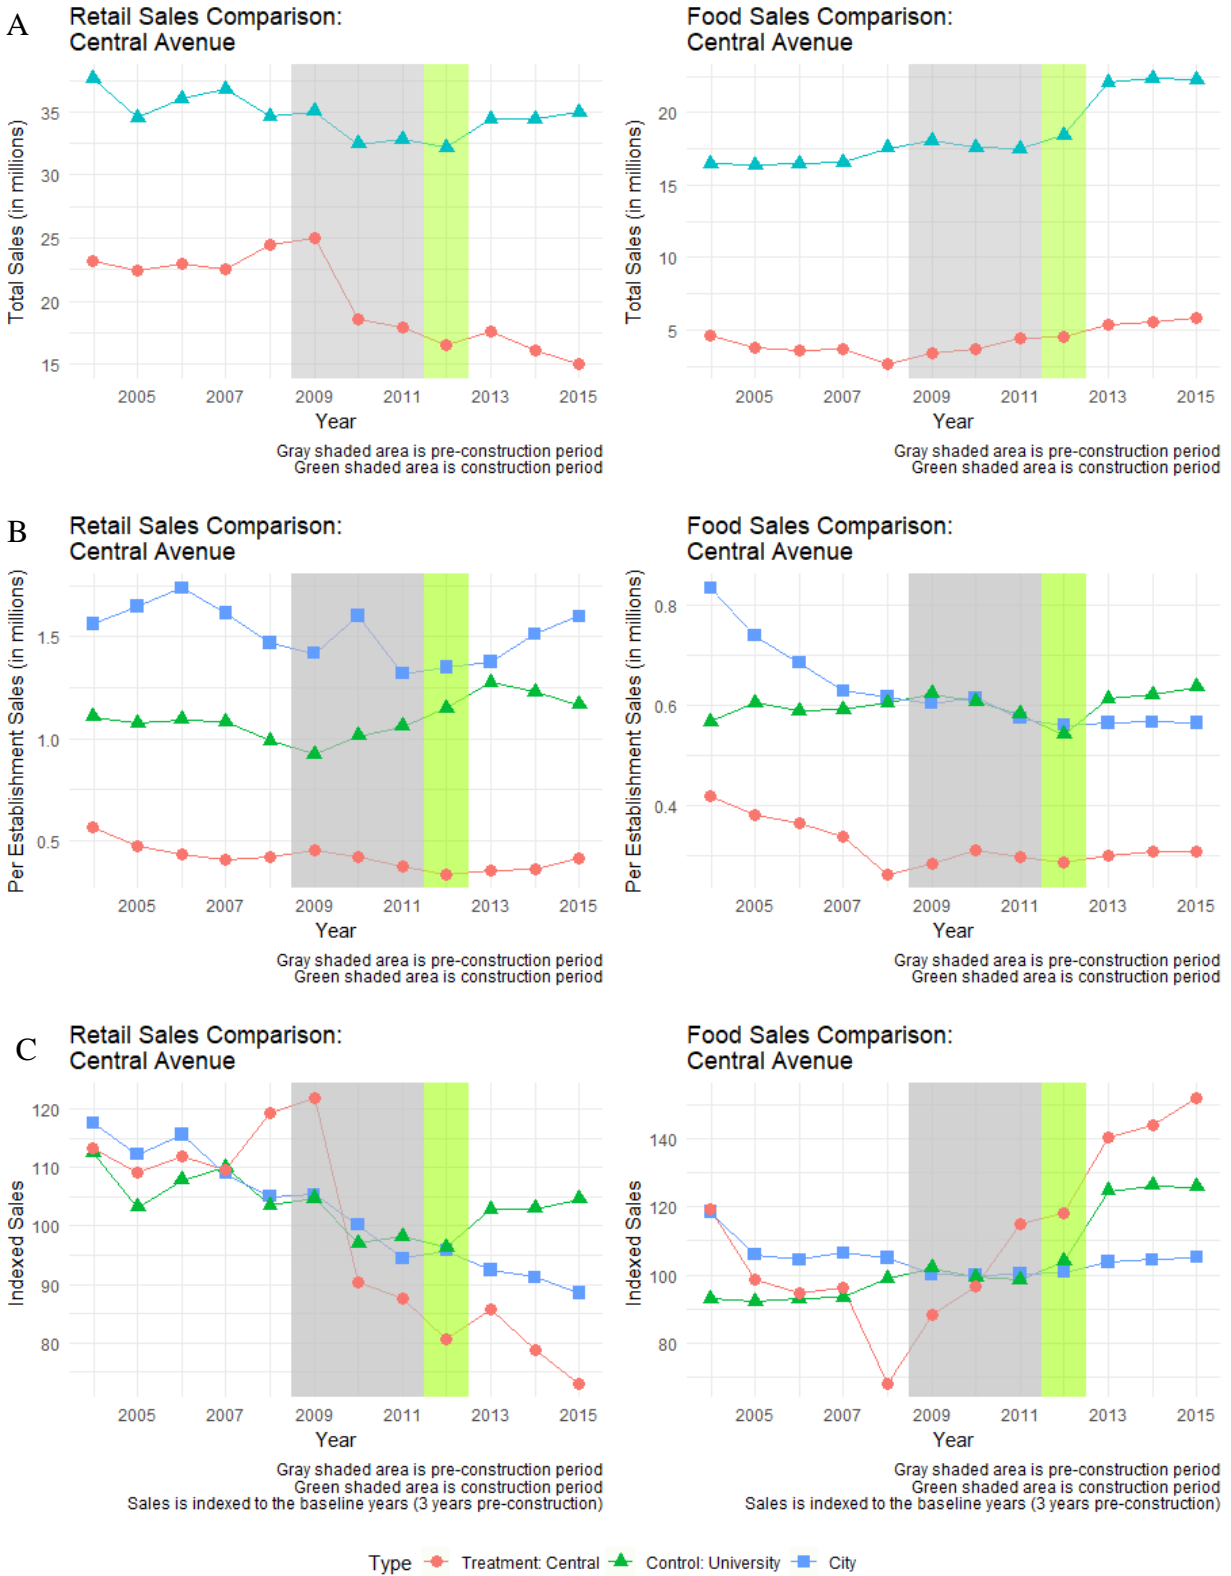 A
Retail Sales Comparison:
Central Avenue
Total Sales (in millions)
35
30
25
20
15
2005 2007 2009 2011 2013 2015
Year
Gray shaded area is pre-construction period
Green shaded area is construction period
Food Sales Comparison:
Central Avenue
Total Sales (in millions)
20
15
10
5
2005 2007 2009 2011 2013 2015
Year
Gray shaded area is pre-construction period
Green shaded area is construction period
B
Retail Sales Comparison:
Central Avenue
Per Establishment Sales (in millions)
1.5
1.0
0.5
2005 2007 2009 2011 2013 2015
Year
Gray shaded area is pre-construction period
Green shaded area is construction period
Food Sales Comparison:
Central Avenue
Per Establishment Sales (in millions)
0.8
0.6
0.4
2005 2007 2009 2011 2013 2015
Year
Gray shaded area is pre-construction period
Green shaded area is construction period
C
Retail Sales Comparison:
Central Avenue
Indexed Sales
120
110
100
90
80
2005 2007 2009 2011 2013 2015
Year
Gray shaded area is pre-construction period
Green shaded area is construction period
Sales is indexed to the baseline years (3 years pre-construction)
Food Sales Comparison:
Central Avenue
Indexed Sales
140
120
100
80
2005 2007 2009 2011 2013 2015
Year
Gray shaded area is pre-construction period
Green shaded area is construction period
Sales is indexed to the baseline years (3 years pre-construction)
Type Treatment: Central Control: University City